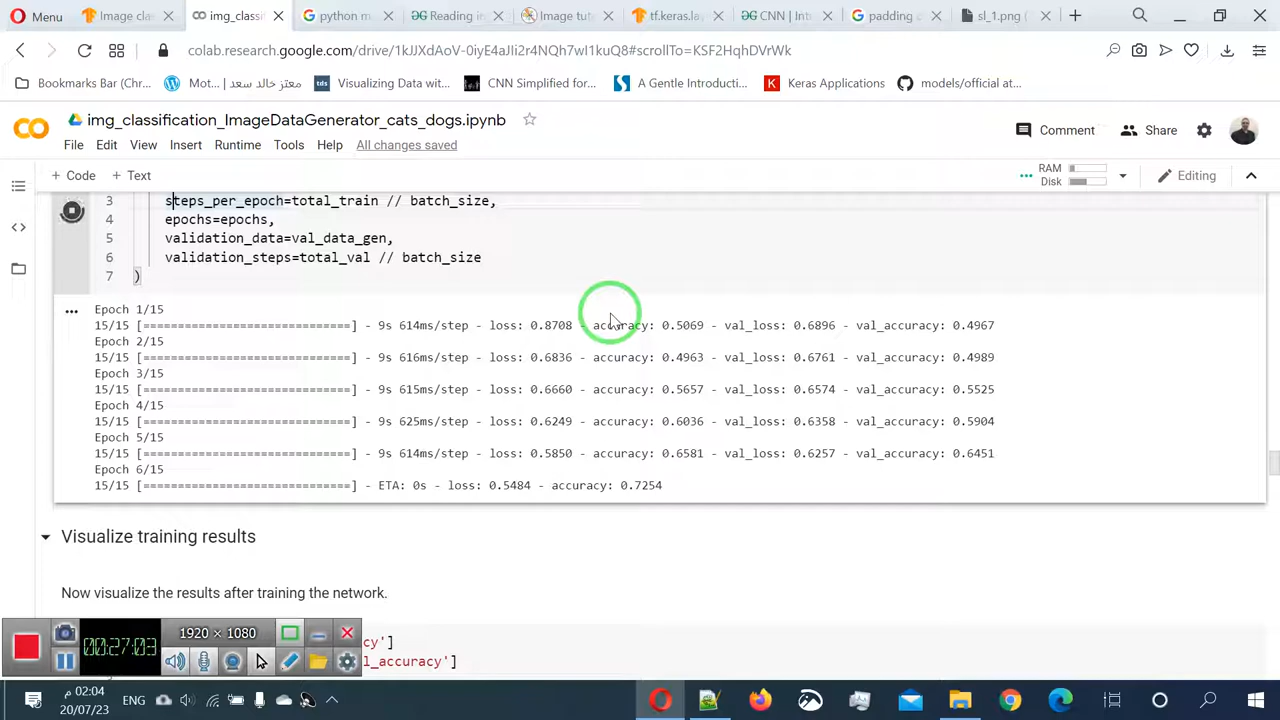 Menu
Image clas
img_classi
python m
Reading in
Image tut
tf.keras.la
CNN | Int
padding c
sl_1.png (
colab.research.google.com/drive/1kJJXdAoV-0iyE4aJIi2r4NQh7wI1kuQ8#scrollTo=KSF2HqhDVrWk
Bookmarks Bar (Chr...
معتز خالد سعد | Mot...
tds
Visualizing Data wit...
CNN Simplified for...
A Gentle Introducti...
Keras Applications
models/official at...
img_classification_ImageDataGenerator_cats_dogs.ipynb
Comment
Share
File Edit View Insert Runtime Tools Help All changes saved
+ Code + Text
RAM
Disk
Editing
3 steps_per_epoch=total_train // batch_size,
4 epochs=epochs,
5 validation_data=val_data_gen,
6 validation_steps=total_val // batch_size
7 )
Epoch 1/15
15/15 [==============================] - 9s 614ms/step - loss: 0.8708 - accuracy: 0.5069 - val_loss: 0.6896 - val_accuracy: 0.4967
Epoch 2/15
15/15 [==============================] - 9s 616ms/step - loss: 0.6836 - accuracy: 0.4963 - val_loss: 0.6761 - val_accuracy: 0.4989
Epoch 3/15
15/15 [==============================] - 9s 615ms/step - loss: 0.6660 - accuracy: 0.5657 - val_loss: 0.6574 - val_accuracy: 0.5525
Epoch 4/15
15/15 [==============================] - 9s 625ms/step - loss: 0.6249 - accuracy: 0.6036 - val_loss: 0.6358 - val_accuracy: 0.5904
Epoch 5/15
15/15 [==============================] - 9s 614ms/step - loss: 0.5850 - accuracy: 0.6581 - val_loss: 0.6257 - val_accuracy: 0.6451
Epoch 6/15
15/15 [==============================] - ETA: 0s - loss: 0.5484 - accuracy: 0.7254
Visualize training results
Now visualize the results after training the network.
cy']
l_accuracy']
1920 × 1080
00:27:03
02:04 م
20/07/23
ENG